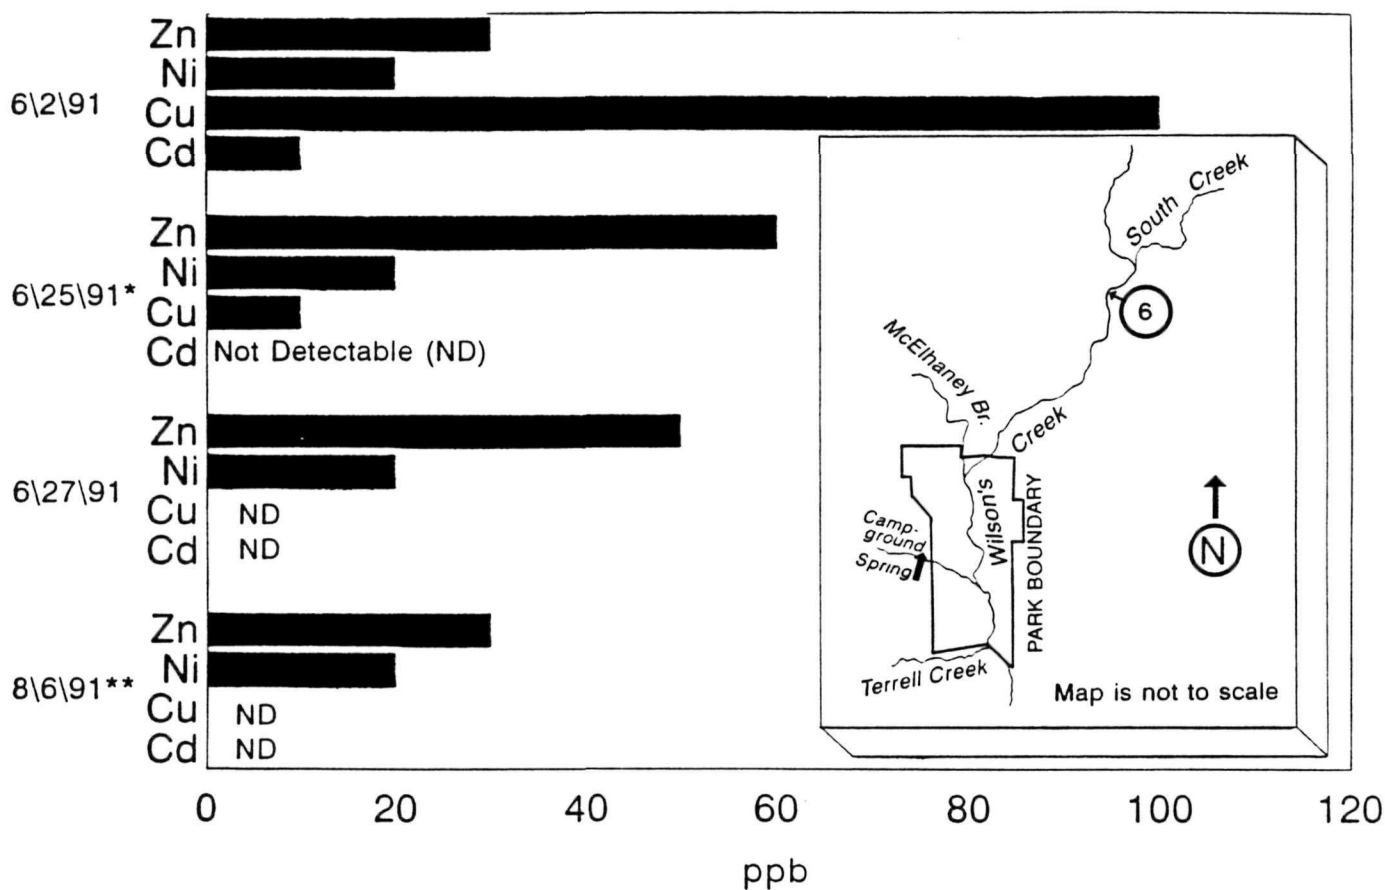 6\2\91
Zn
Ni
Cu
Cd
6\25\91*
Zn
Ni
Cu
Cd Not Detectable (ND)
6\27\91
Zn
Ni
Cu ND
Cd ND
8\6\91**
Zn
Ni
Cu ND
Cd ND
0 20 40 60 80 100 120
ppb
South Creek
6
McElhaney Br.
Creek
Wilson's
Camp-
ground
Spring
PARK BOUNDARY
N
Terrell Creek
Map is not to scale